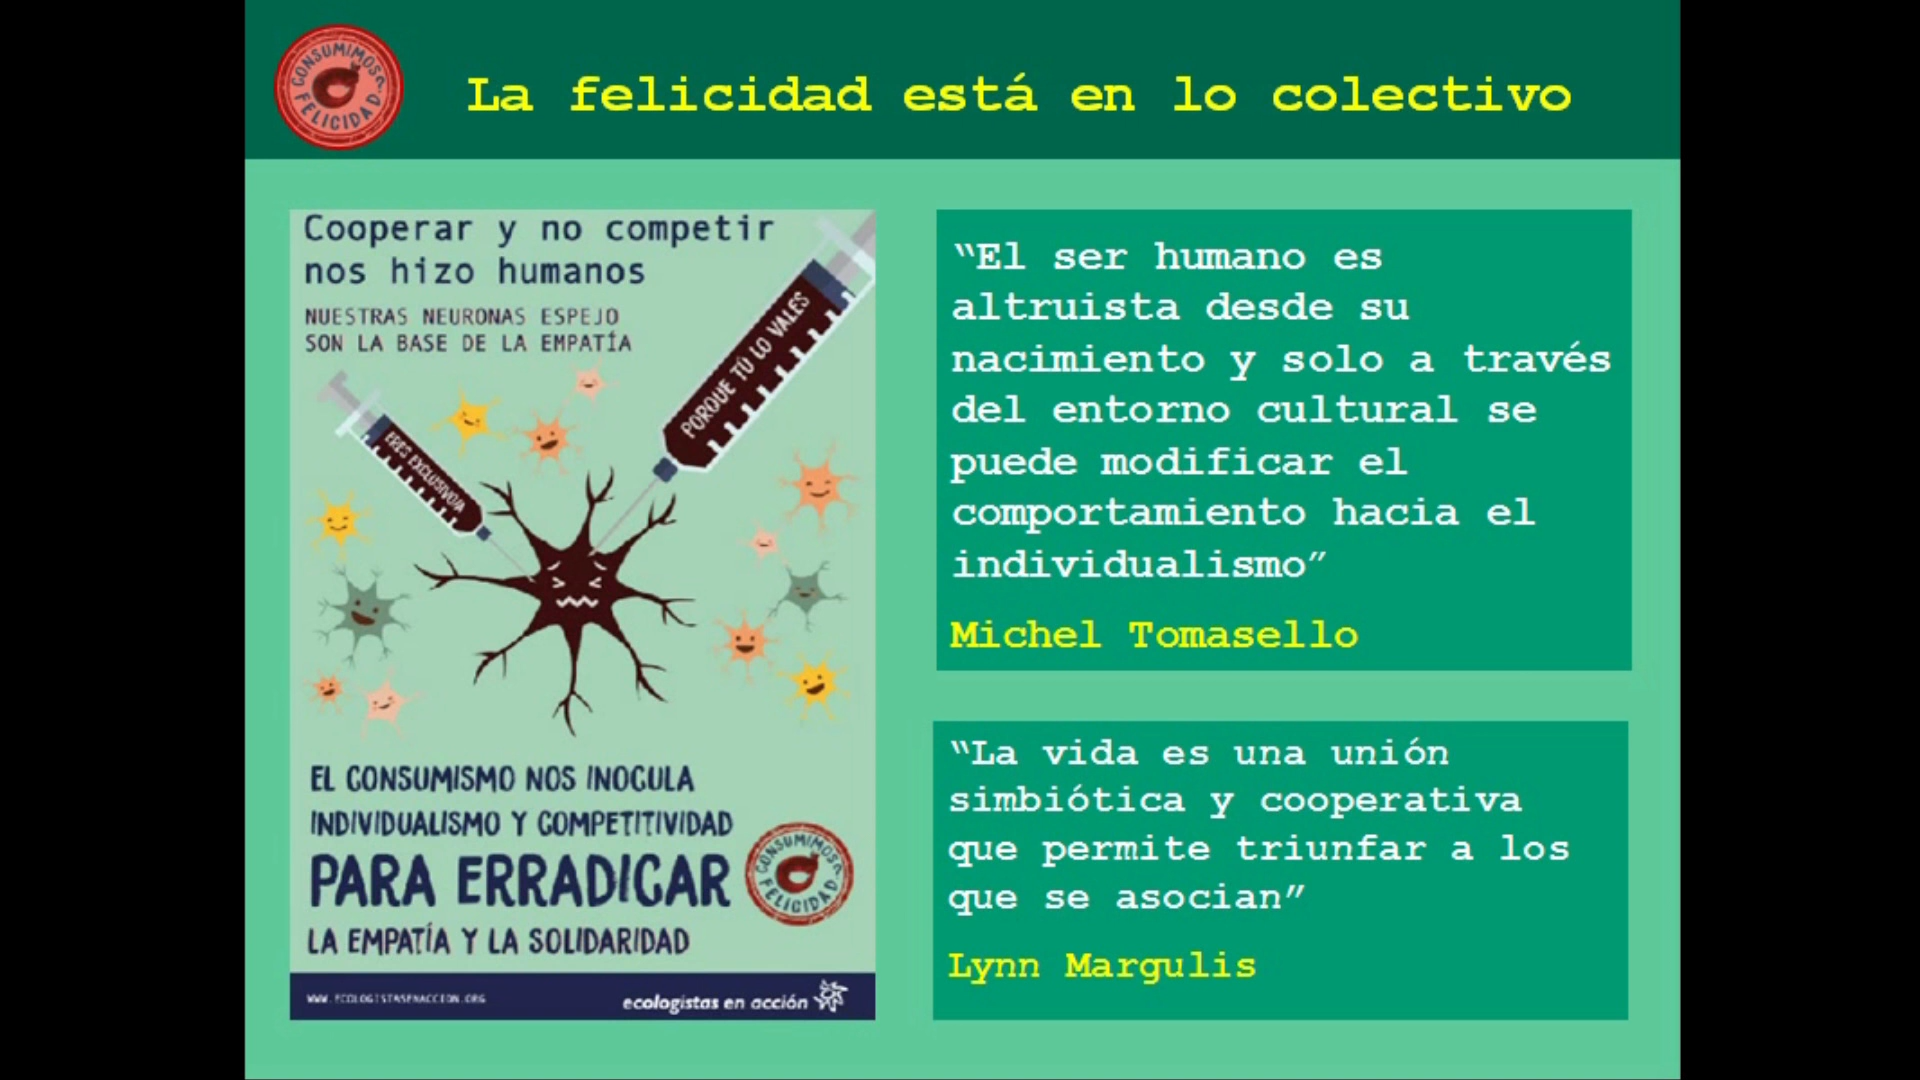 CONSUMIMOS
FELICIDAD
La felicidad está en lo colectivo
Cooperar y no competir
nos hizo humanos
NUESTRAS NEURONAS ESPEJO
SON LA BASE DE LA EMPATÍA
ERES EXCLUSIVO/A
PORQUE TÚ LO VALES
EL CONSUMISMO NOS INOCULA
INDIVIDUALISMO Y COMPETITIVIDAD
PARA ERRADICAR
LA EMPATÍA Y LA SOLIDARIDAD
CONSUMIMOS
FELICIDAD
WWW.ECOLOGISTASENACCION.ORG
ecologistas en acción
“El ser humano es
altruista desde su
nacimiento y solo a través
del entorno cultural se
puede modificar el
comportamiento hacia el
individualismo”
Michel Tomasello
“La vida es una unión
simbiótica y cooperativa
que permite triunfar a los
que se asocian”
Lynn Margulis